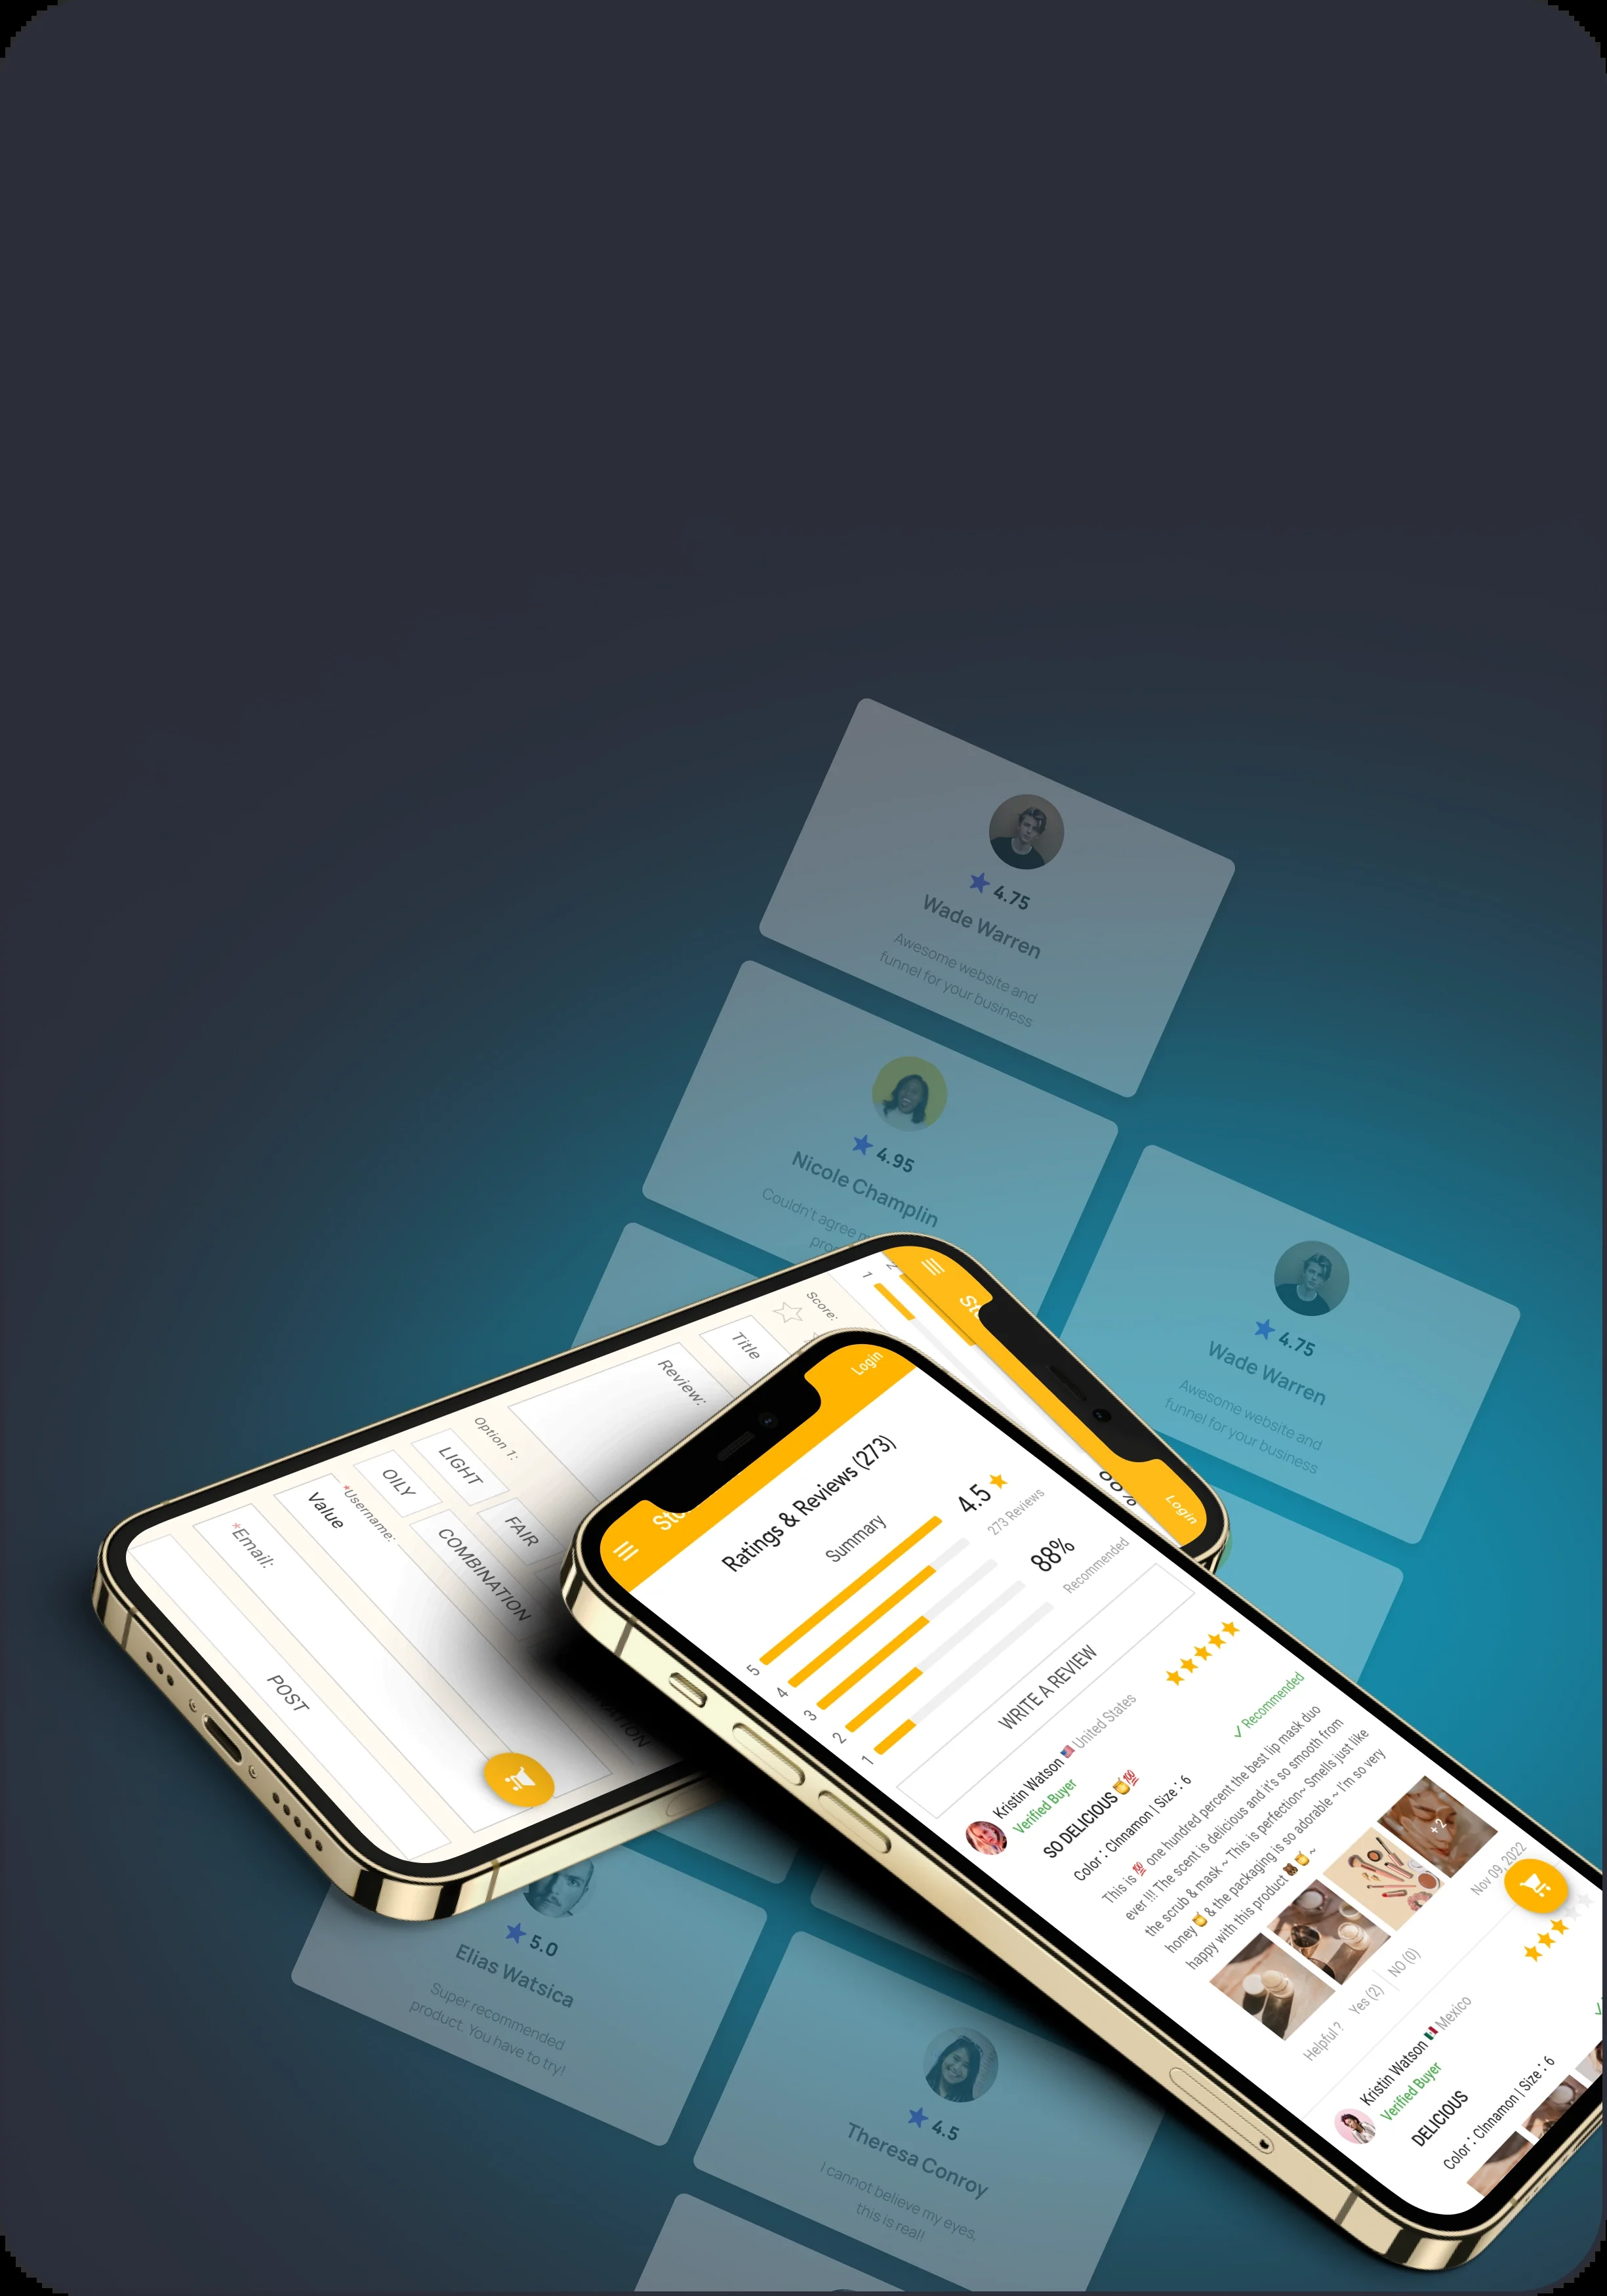 4.75
Wade Warren
Awesome website and
funnel for your business
4.95
Nicole Champlin
Couldn't agree
4.75
Wade Warren
Awesome website and
funnel for your business
5.0
Elias Watsica
Super recommended
product. You have to try!
4.5
Theresa Conroy
I cannot believe my eyes,
this is real!
Login
1
2
Score:
Title
Review:
Option 1:
LIGHT
FAIR
OILY
COMBINATION
*Username:
Value
*Email:
POST
Login
Ratings & Reviews (273)
Summary
4.5
273 Reviews
88%
Recommended
5
4
3
2
1
WRITE A REVIEW
Kristin Watson 🇺🇸 United States
Verified Buyer
✓ Recommended
SO DELICIOUS 🍯💯
Color : CInnamon | Size : 6
This is 💯 one hundred percent the best lip mask duo
ever !!! The scent is delicious and it's so smooth from
the scrub & mask ~ This is perfection~ Smells just like
honey 🍯 & the packaging is so adorable ~ I'm so very
happy with this product 🐻 🍯 ~
+2
Nov 09, 2022
Helpful ? Yes (2) | NO (0)
Kristin Watson 🇲🇽 Mexico
Verified Buyer
DELICIOUS
Color : CInnamon | Size : 6